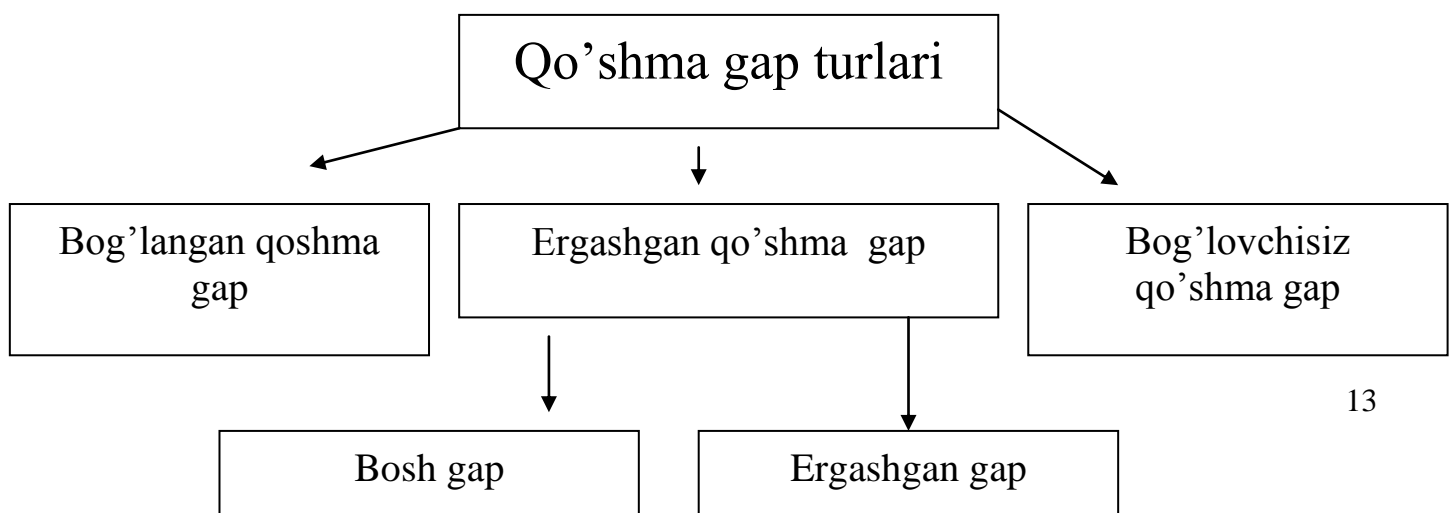 Qo’shma gap turlari
Bog’langan qoshma
gap
Ergashgan qo’shma gap
Bog’lovchisiz
qo’shma gap
13
Bosh gap
Ergashgan gap